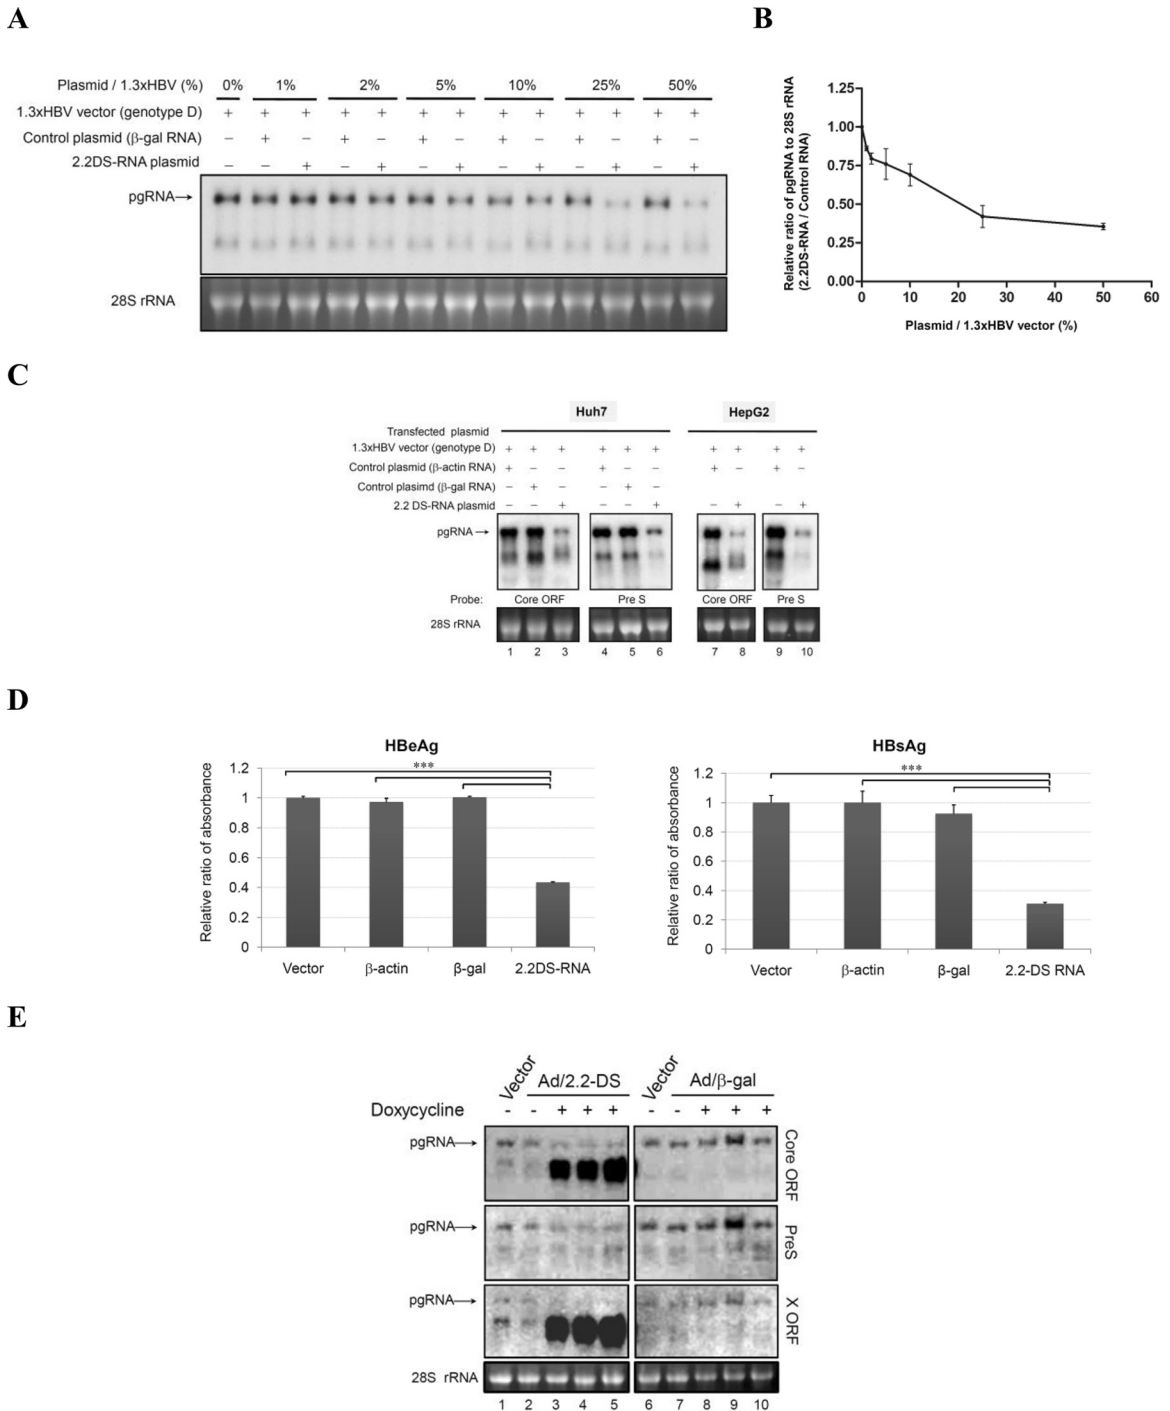 A
Plasmid / 1.3xHBV (%) 0% 1% 2% 5% 10% 25% 50%
1.3xHBV vector (genotype D) + + + + + + + + + + + + +
Control plasmid (β-gal RNA) – + – + – + – + – + – + –
2.2DS-RNA plasmid – – + – + – + – + – + – +
pgRNA→
28S rRNA
B
Relative ratio of pgRNA to 28S rRNA
(2.2DS-RNA / Control RNA)
1.25
1.00
0.75
0.50
0.25
0.00
0 10 20 30 40 50 60
Plasmid / 1.3xHBV vector (%)
C
Huh7 HepG2
Transfected plasmid
1.3xHBV vector (genotype D) + + + + + + + + + +
Control plasmid (β-actin RNA) + – – + – – + – + –
Control plasimd (β-gal RNA) – + – – + –
2.2 DS-RNA plasmid – – + – – + – + – +
pgRNA→
Probe: Core ORF Pre S Core ORF Pre S
28S rRNA
1 2 3 4 5 6 7 8 9 10
D
HBeAg
***
Relative ratio of absorbance
1.2
1
0.8
0.6
0.4
0.2
0
Vector β-actin β-gal 2.2DS-RNA
HBsAg
***
Relative ratio of absorbance
1.2
1
0.8
0.6
0.4
0.2
0
Vector β-actin β-gal 2.2-DS RNA
E
Vector Ad/2.2-DS Vector Ad/β-gal
Doxycycline - - + + + - - + + +
pgRNA→ Core ORF
pgRNA→ PreS
pgRNA→ X ORF
28S rRNA
1 2 3 4 5 6 7 8 9 10